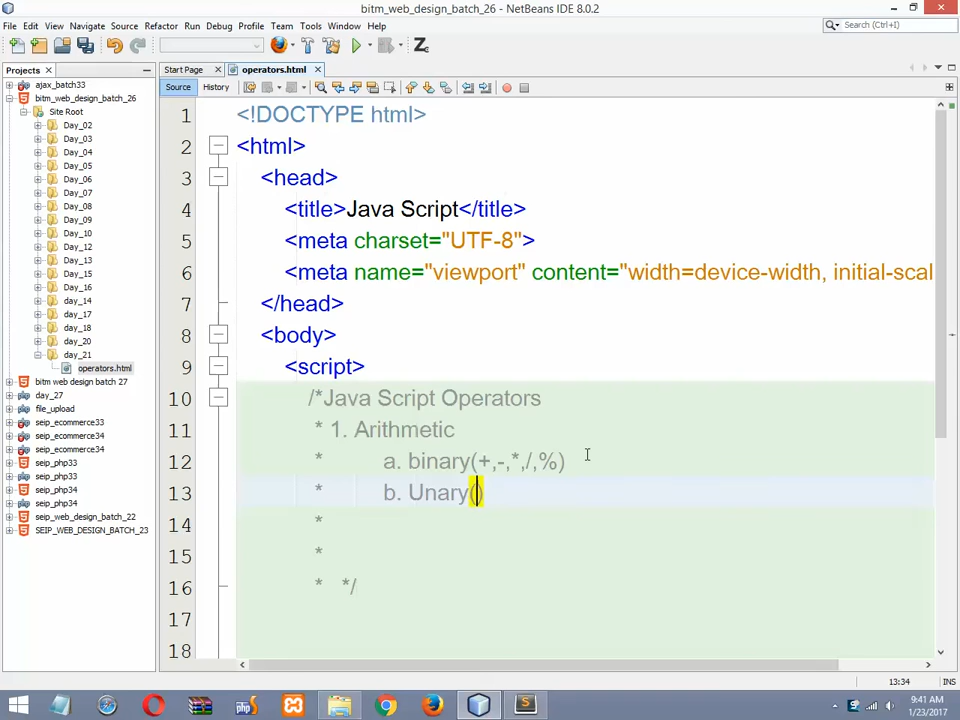 bitm_web_design_batch_26 - NetBeans IDE 8.0.2
File Edit View Navigate Source Refactor Run Debug Profile Team Tools Window Help
Search (Ctrl+I)
Projects
Start Page
operators.html
Source
History
ajax_batch33
bitm_web_design_batch_26
Site Root
Day_02
Day_03
Day_04
Day_05
Day_06
Day_07
Day_08
Day_09
Day_10
Day_12
Day_13
Day_15
Day_16
day_14
day_17
day_18
day_20
day_21
operators.html
bitm web design batch 27
day_27
file_upload
seip_ecommerce33
seip_ecommerce34
seip_ecommerce34
seip_php33
seip_php34
seip_php34
seip_web_design_batch_22
SEIP_WEB_DESIGN_BATCH_23
1 <!DOCTYPE html>
2 <html>
3 <head>
4 <title>Java Script</title>
5 <meta charset="UTF-8">
6 <meta name="viewport" content="width=device-width, initial-scal
7 </head>
8 <body>
9 <script>
10 /*Java Script Operators
11 * 1. Arithmetic
12 * a. binary(+,-,*,/,%)
13 * b. Unary()
14 *
15 *
16 * */
17
18
13:34 INS
9:41 AM
1/23/2017